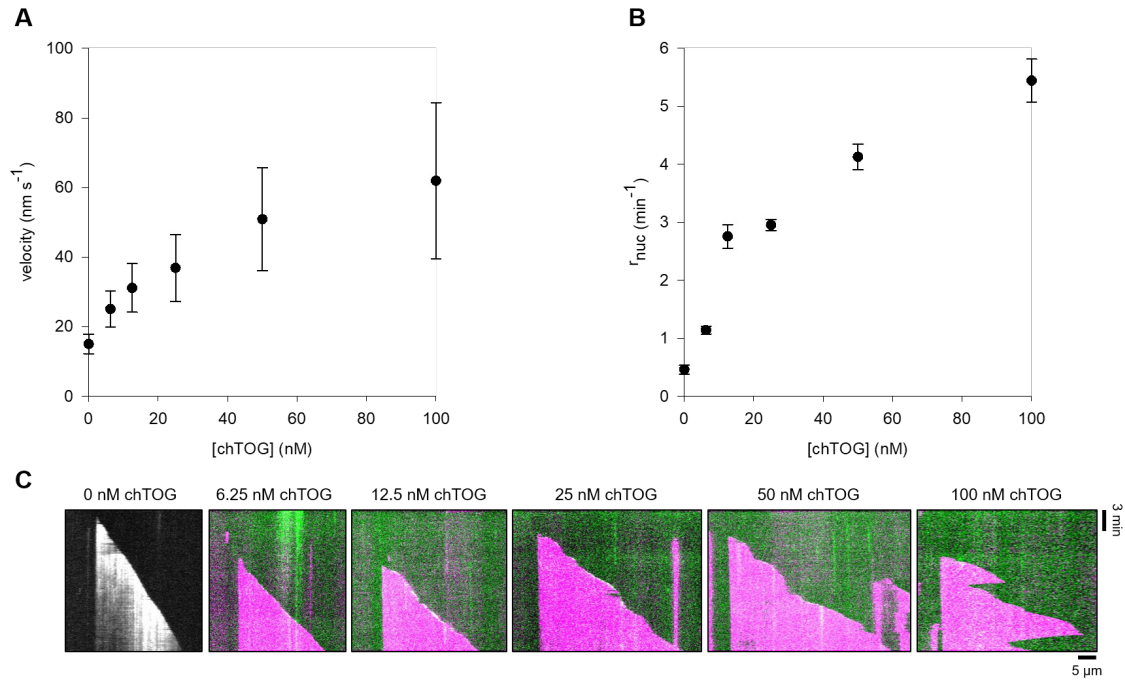 A
B
100
80
60
40
20
0
velocity (nm s-1)
0 20 40 60 80 100
[chTOG] (nM)
6
5
4
3
2
1
0
rnuc (min-1)
0 20 40 60 80 100
[chTOG] (nM)
C
0 nM chTOG
6.25 nM chTOG
12.5 nM chTOG
25 nM chTOG
50 nM chTOG
100 nM chTOG
3 min
5 µm